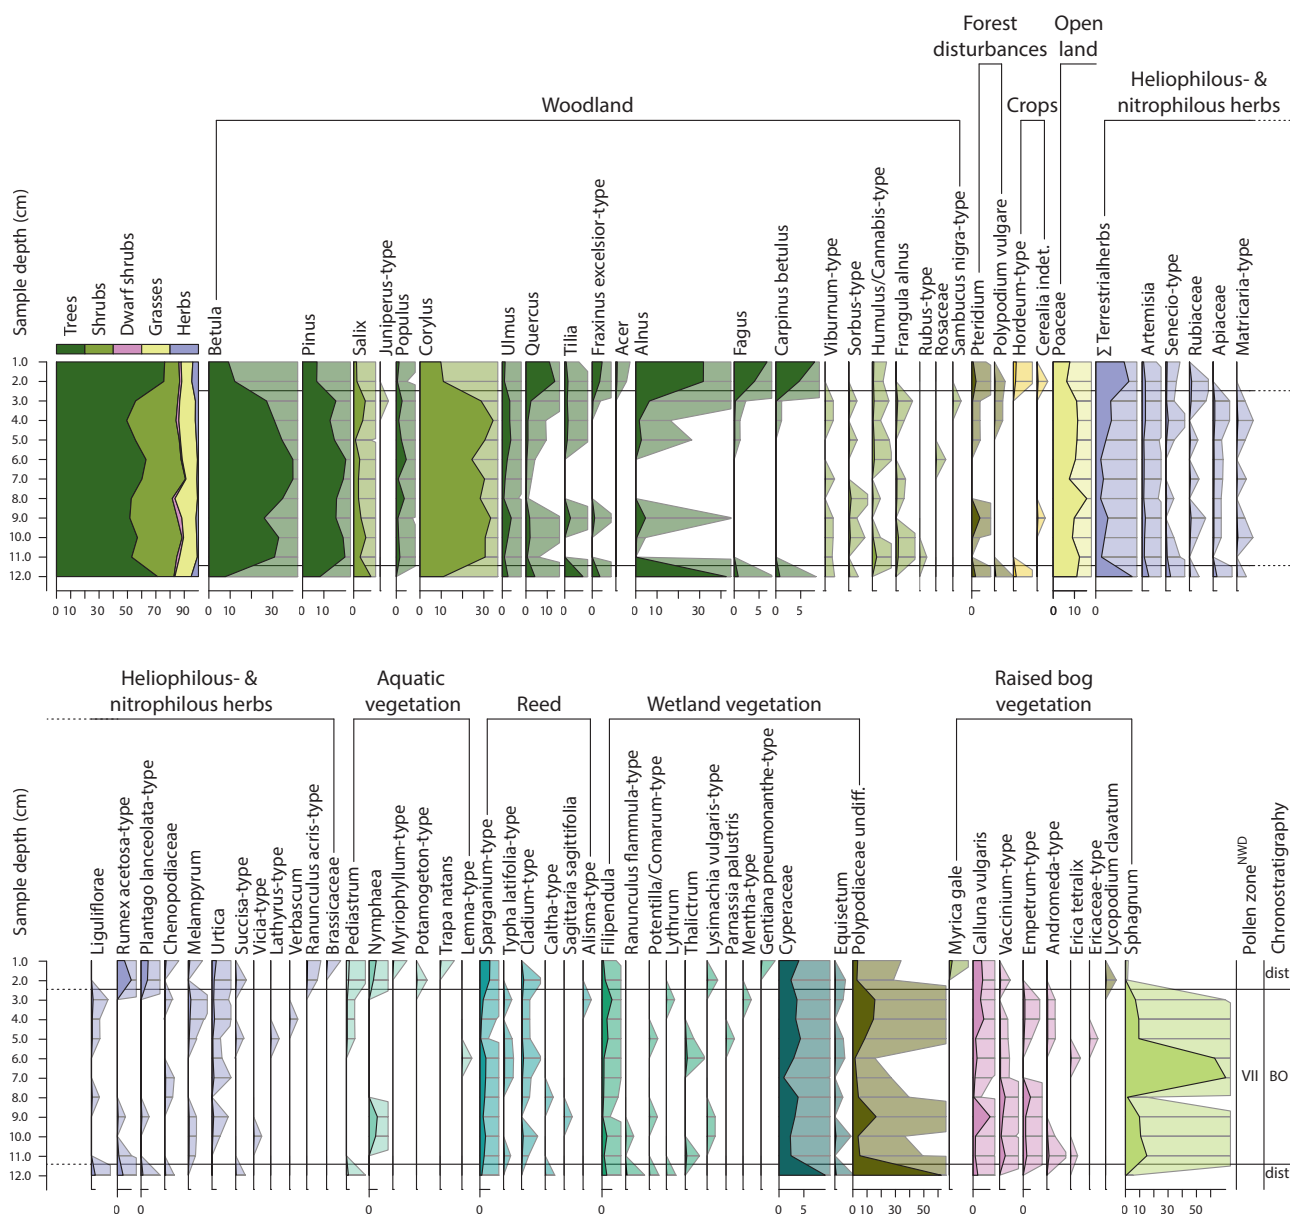 Forest disturbances
Open land
Heliophilous- & nitrophilous herbs
Woodland
Crops
Sample depth (cm)
Trees
Shrubs
Dwarf shrubs
Grasses
Herbs
Betula
Pinus
Salix
Juniperus-type
Populus
Corylus
Ulmus
Quercus
Tilia
Fraxinus excelsior-type
Acer
Alnus
Fagus
Carpinus betulus
Viburnum-type
Sorbus-type
Humulus/Cannabis-type
Frangula alnus
Rubus-type
Rosaceae
Sambucus nigra-type
Pteridium
Polypodium vulgare
Hordeum-type
Cerealia indet.
Poaceae
Σ Terrestrialherbs
Artemisia
Senecio-type
Rubiaceae
Apiaceae
Matricaria-type
1.0
2.0
3.0
4.0
5.0
6.0
7.0
8.0
9.0
10.0
11.0
12.0
0 10 50 70 90
0 10 30
0 10
0
0
0 10 30
0
0 10
0
0
0 10 30
0 5
0 5
0
0
0
0 10
0
Heliophilous- & nitrophilous herbs
Aquatic vegetation
Reed
Wetland vegetation
Raised bog vegetation
Sample depth (cm)
Liguliflorae
Rumex acetosa-type
Plantago lanceolata-type
Chenopodiaceae
Melampyrum
Urtica
Succisa-type
Vicia-type
Lathyrus-type
Verbascum
Ranunculus acris-type
Brassicaceae
Pediastrum
Nymphaea
Myriophyllum-type
Potamogeton-type
Trapa natans
Lemna-type
Sparganium-type
Typha latifolia-type
Cladium-type
Caltha-type
Sagittaria sagittifolia
Alisma-type
Filipendula
Ranunculus flammula-type
Potentilla/Comarum-type
Lythrum
Thalictrum
Lysimachia vulgaris-type
Parnassia palustris
Mentha-type
Gentiana pneumonanthe-type
Cyperaceae
Equisetum
Polypodiaceae undiff.
Myrica gale
Calluna vulgaris
Vaccinium-type
Empetrum-type
Andromeda-type
Erica tetralix
Ericaceae-type
Lycopodium clavatum
Sphagnum
Pollen zone NWD
Chronostratigraphy
1.0
2.0
3.0
4.0
5.0
6.0
7.0
8.0
9.0
10.0
11.0
12.0
dist
VII
BO
dist
0
0
0
0
0
0
0 5
0 10 30 50
0
0
0
0 10 30 50